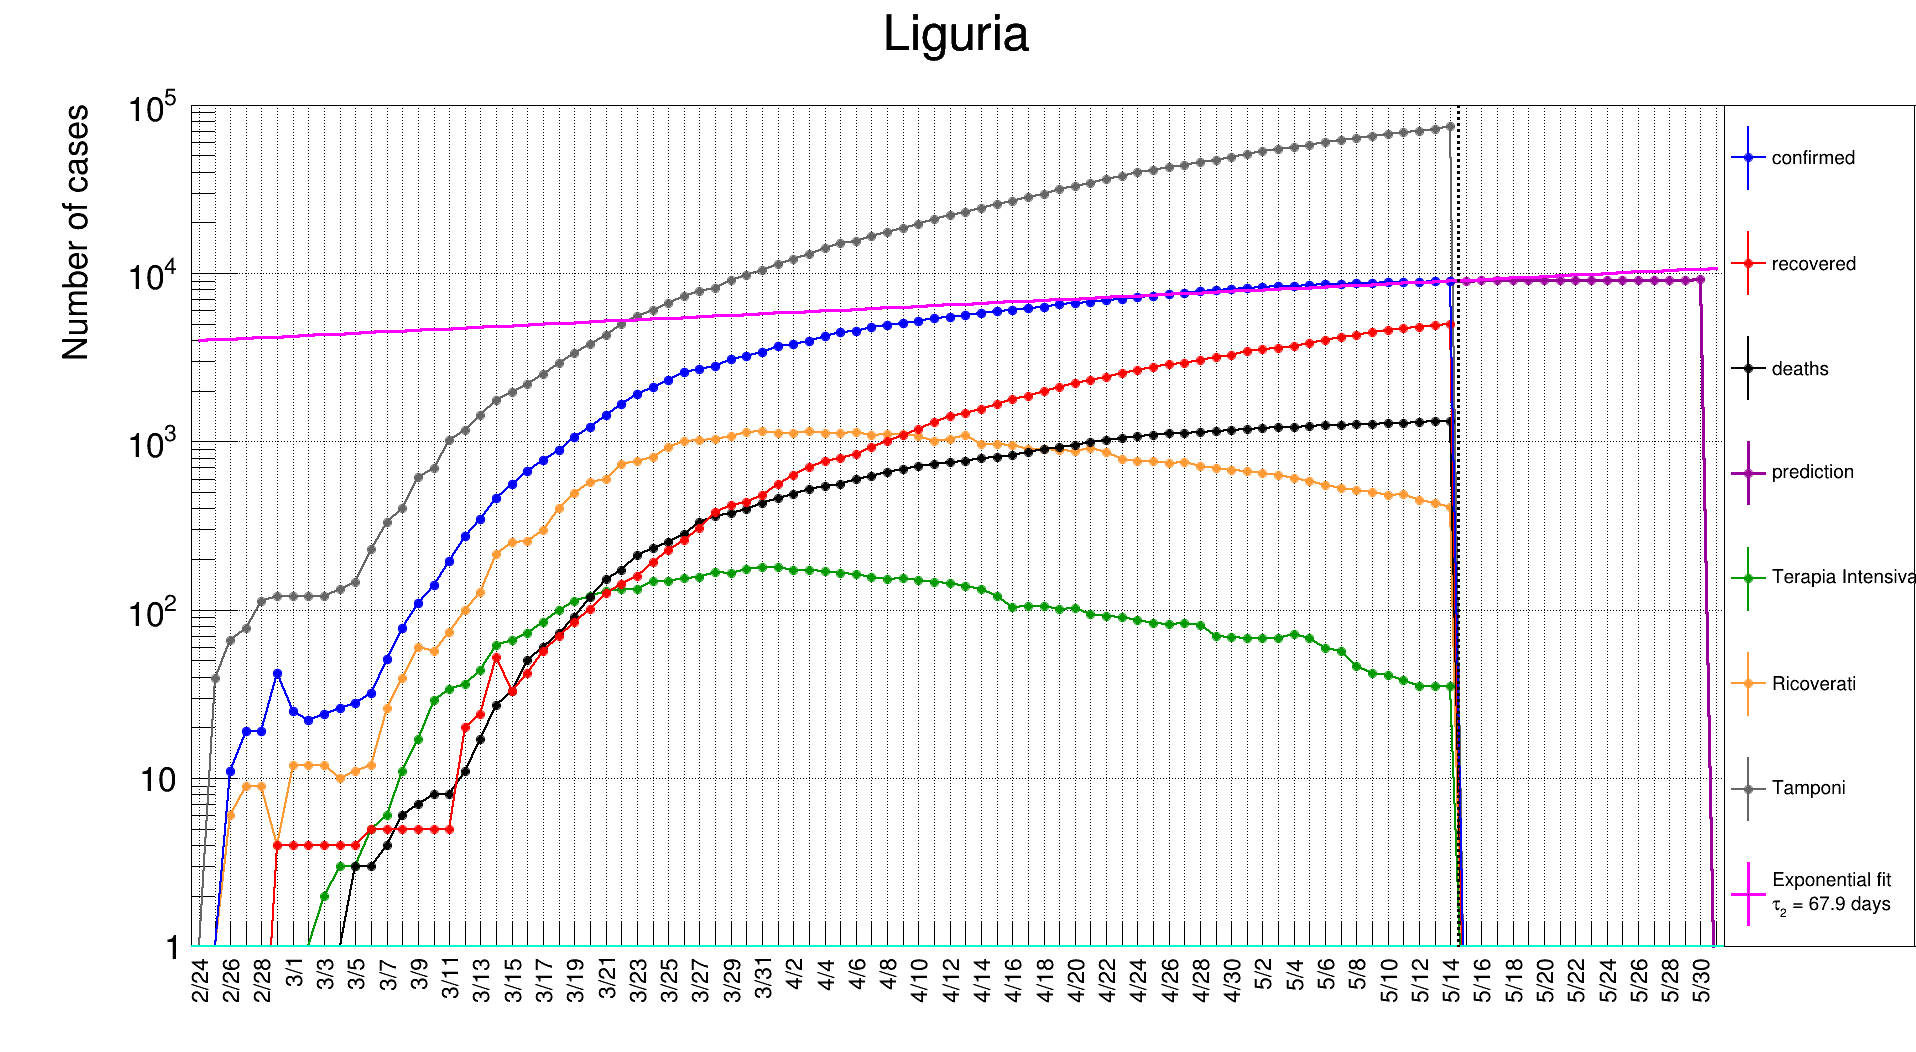 Liguria
Number of cases
10^5
10^4
10^3
10^2
10
1
2/24 2/26 2/28 3/1 3/3 3/5 3/7 3/9 3/11 3/13 3/15 3/17 3/19 3/21 3/23 3/25 3/27 3/29 3/31 4/2 4/4 4/6 4/8 4/10 4/12 4/14 4/16 4/18 4/20 4/22 4/24 4/26 4/28 4/30 5/2 5/4 5/6 5/8 5/10 5/12 5/14 5/16 5/18 5/20 5/22 5/24 5/26 5/28 5/30
confirmed
recovered
deaths
prediction
Terapia Intensiva
Ricoverati
Tamponi
Exponential fit
τ₂ = 67.9 days